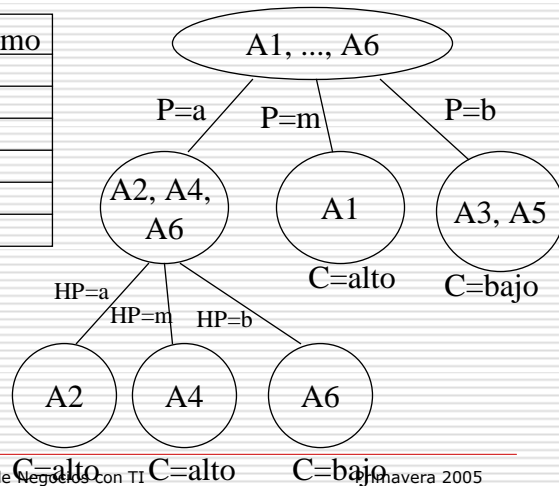 mo
A1, ..., A6
P=a P=m P=b
A2, A4,
A6
A1
A3, A5
C=alto
C=bajo
HP=a
HP=m HP=b
A2 A4 A6
C=alto C=alto C=bajo
de Negocios con TI
Primavera 2005